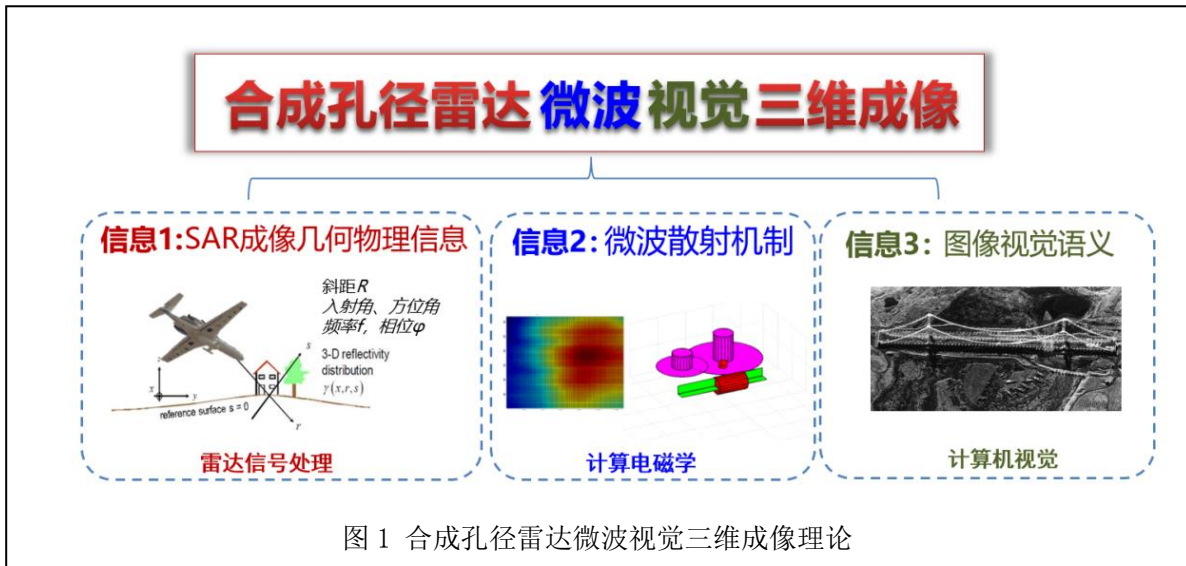 合成孔径雷达微波视觉三维成像
信息1:SAR成像几何物理信息
斜距R
入射角、方位角
频率f，相位φ
3-D reflectivity
distribution
γ(x,r,s)
s
z
x
y
reference surface s = 0
r
雷达信号处理
信息2：微波散射机制
计算电磁学
信息3：图像视觉语义
计算机视觉
图 1 合成孔径雷达微波视觉三维成像理论